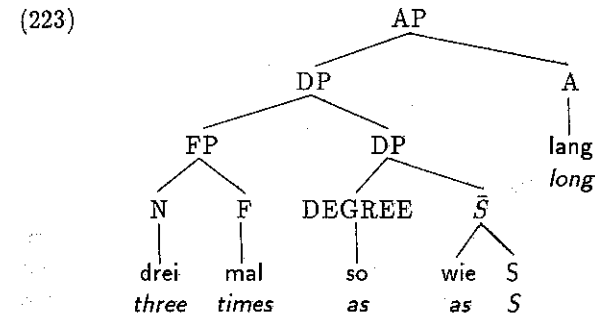 (223)
AP
DP A
FP DP lang
long
N F DEGREE S̄
drei mal so wie S
three times as as S